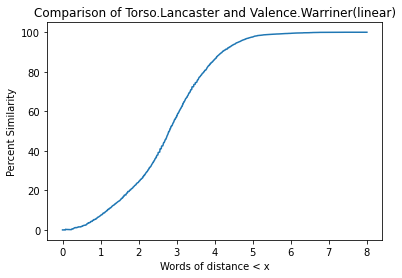 Comparison of Torso.Lancaster and Valence.Warriner(linear)
Percent Similarity
100
80
60
40
20
0
0 1 2 3 4 5 6 7 8
Words of distance < x